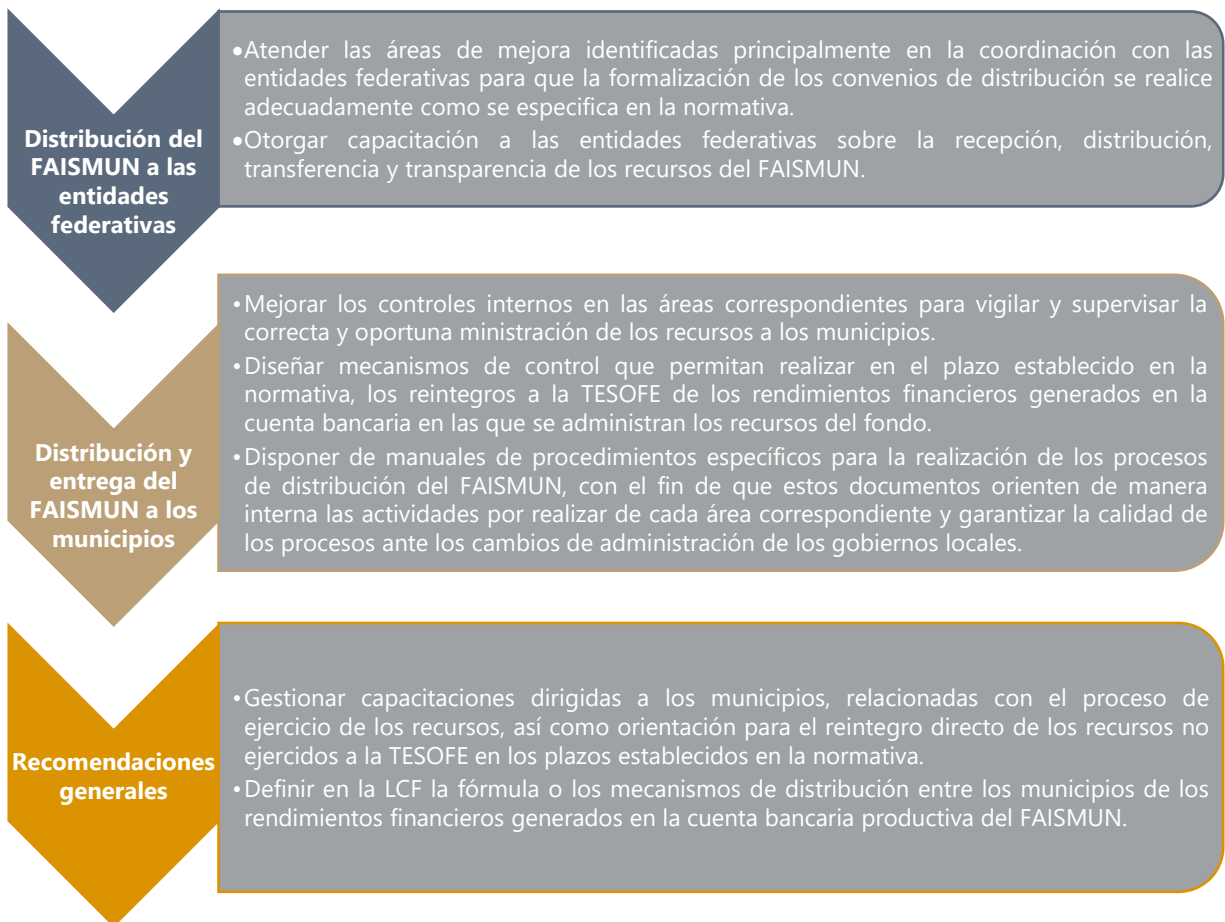 Distribución del
FAISMUN a las
entidades
federativas
•Atender las áreas de mejora identificadas principalmente en la coordinación con las
entidades federativas para que la formalización de los convenios de distribución se realice
adecuadamente como se especifica en la normativa.
•Otorgar capacitación a las entidades federativas sobre la recepción, distribución,
transferencia y transparencia de los recursos del FAISMUN.
Distribución y
entrega del
FAISMUN a los
municipios
•Mejorar los controles internos en las áreas correspondientes para vigilar y supervisar la
correcta y oportuna ministración de los recursos a los municipios.
•Diseñar mecanismos de control que permitan realizar en el plazo establecido en la
normativa, los reintegros a la TESOFE de los rendimientos financieros generados en la
cuenta bancaria en las que se administran los recursos del fondo.
•Disponer de manuales de procedimientos específicos para la realización de los procesos
de distribución del FAISMUN, con el fin de que estos documentos orienten de manera
interna las actividades por realizar de cada área correspondiente y garantizar la calidad de
los procesos ante los cambios de administración de los gobiernos locales.
Recomendaciones
generales
•Gestionar capacitaciones dirigidas a los municipios, relacionadas con el proceso de
ejercicio de los recursos, así como orientación para el reintegro directo de los recursos no
ejercidos a la TESOFE en los plazos establecidos en la normativa.
•Definir en la LCF la fórmula o los mecanismos de distribución entre los municipios de los
rendimientos financieros generados en la cuenta bancaria productiva del FAISMUN.